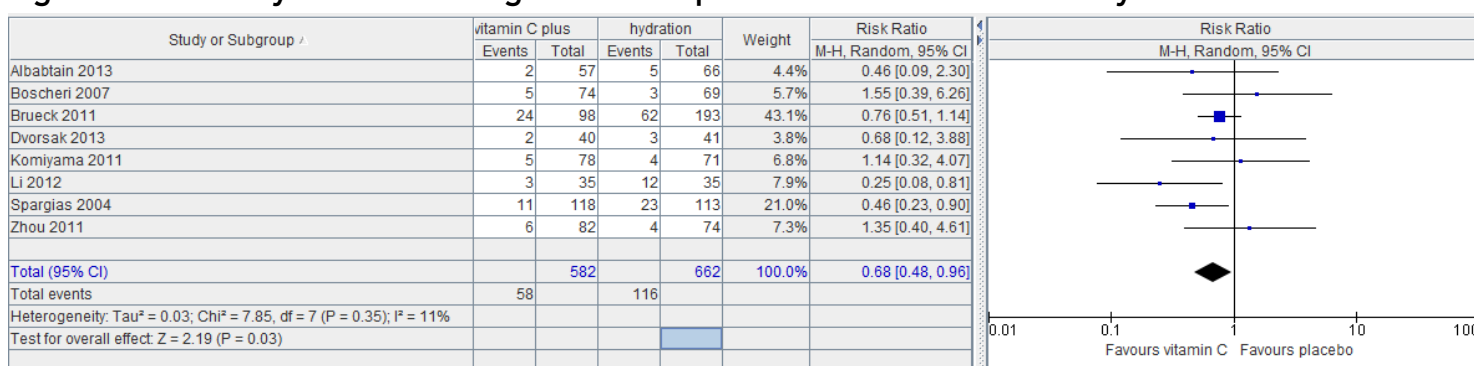 Study or Subgroup vitamin C plus hydration Weight Risk Ratio Risk Ratio
Events Total Events Total M-H, Random, 95% CI M-H, Random, 95% CI
Albabtain 2013 2 57 5 66 4.4% 0.46 [0.09, 2.30]
Boscheri 2007 5 74 3 69 5.7% 1.55 [0.39, 6.26]
Brueck 2011 24 98 62 193 43.1% 0.76 [0.51, 1.14]
Dvorsak 2013 2 40 3 41 3.8% 0.68 [0.12, 3.88]
Komiyama 2011 5 78 4 71 6.8% 1.14 [0.32, 4.07]
Li 2012 3 35 12 35 7.9% 0.25 [0.08, 0.81]
Spargias 2004 11 118 23 113 21.0% 0.46 [0.23, 0.90]
Zhou 2011 6 82 4 74 7.3% 1.35 [0.40, 4.61]
Total (95% CI) 582 662 100.0% 0.68 [0.48, 0.96]
Total events 58 116
Heterogeneity: Tau² = 0.03; Chi² = 7.85, df = 7 (P = 0.35); I² = 11%
Test for overall effect: Z = 2.19 (P = 0.03)
0.01 0.1 1 10 100
Favours vitamin C Favours placebo